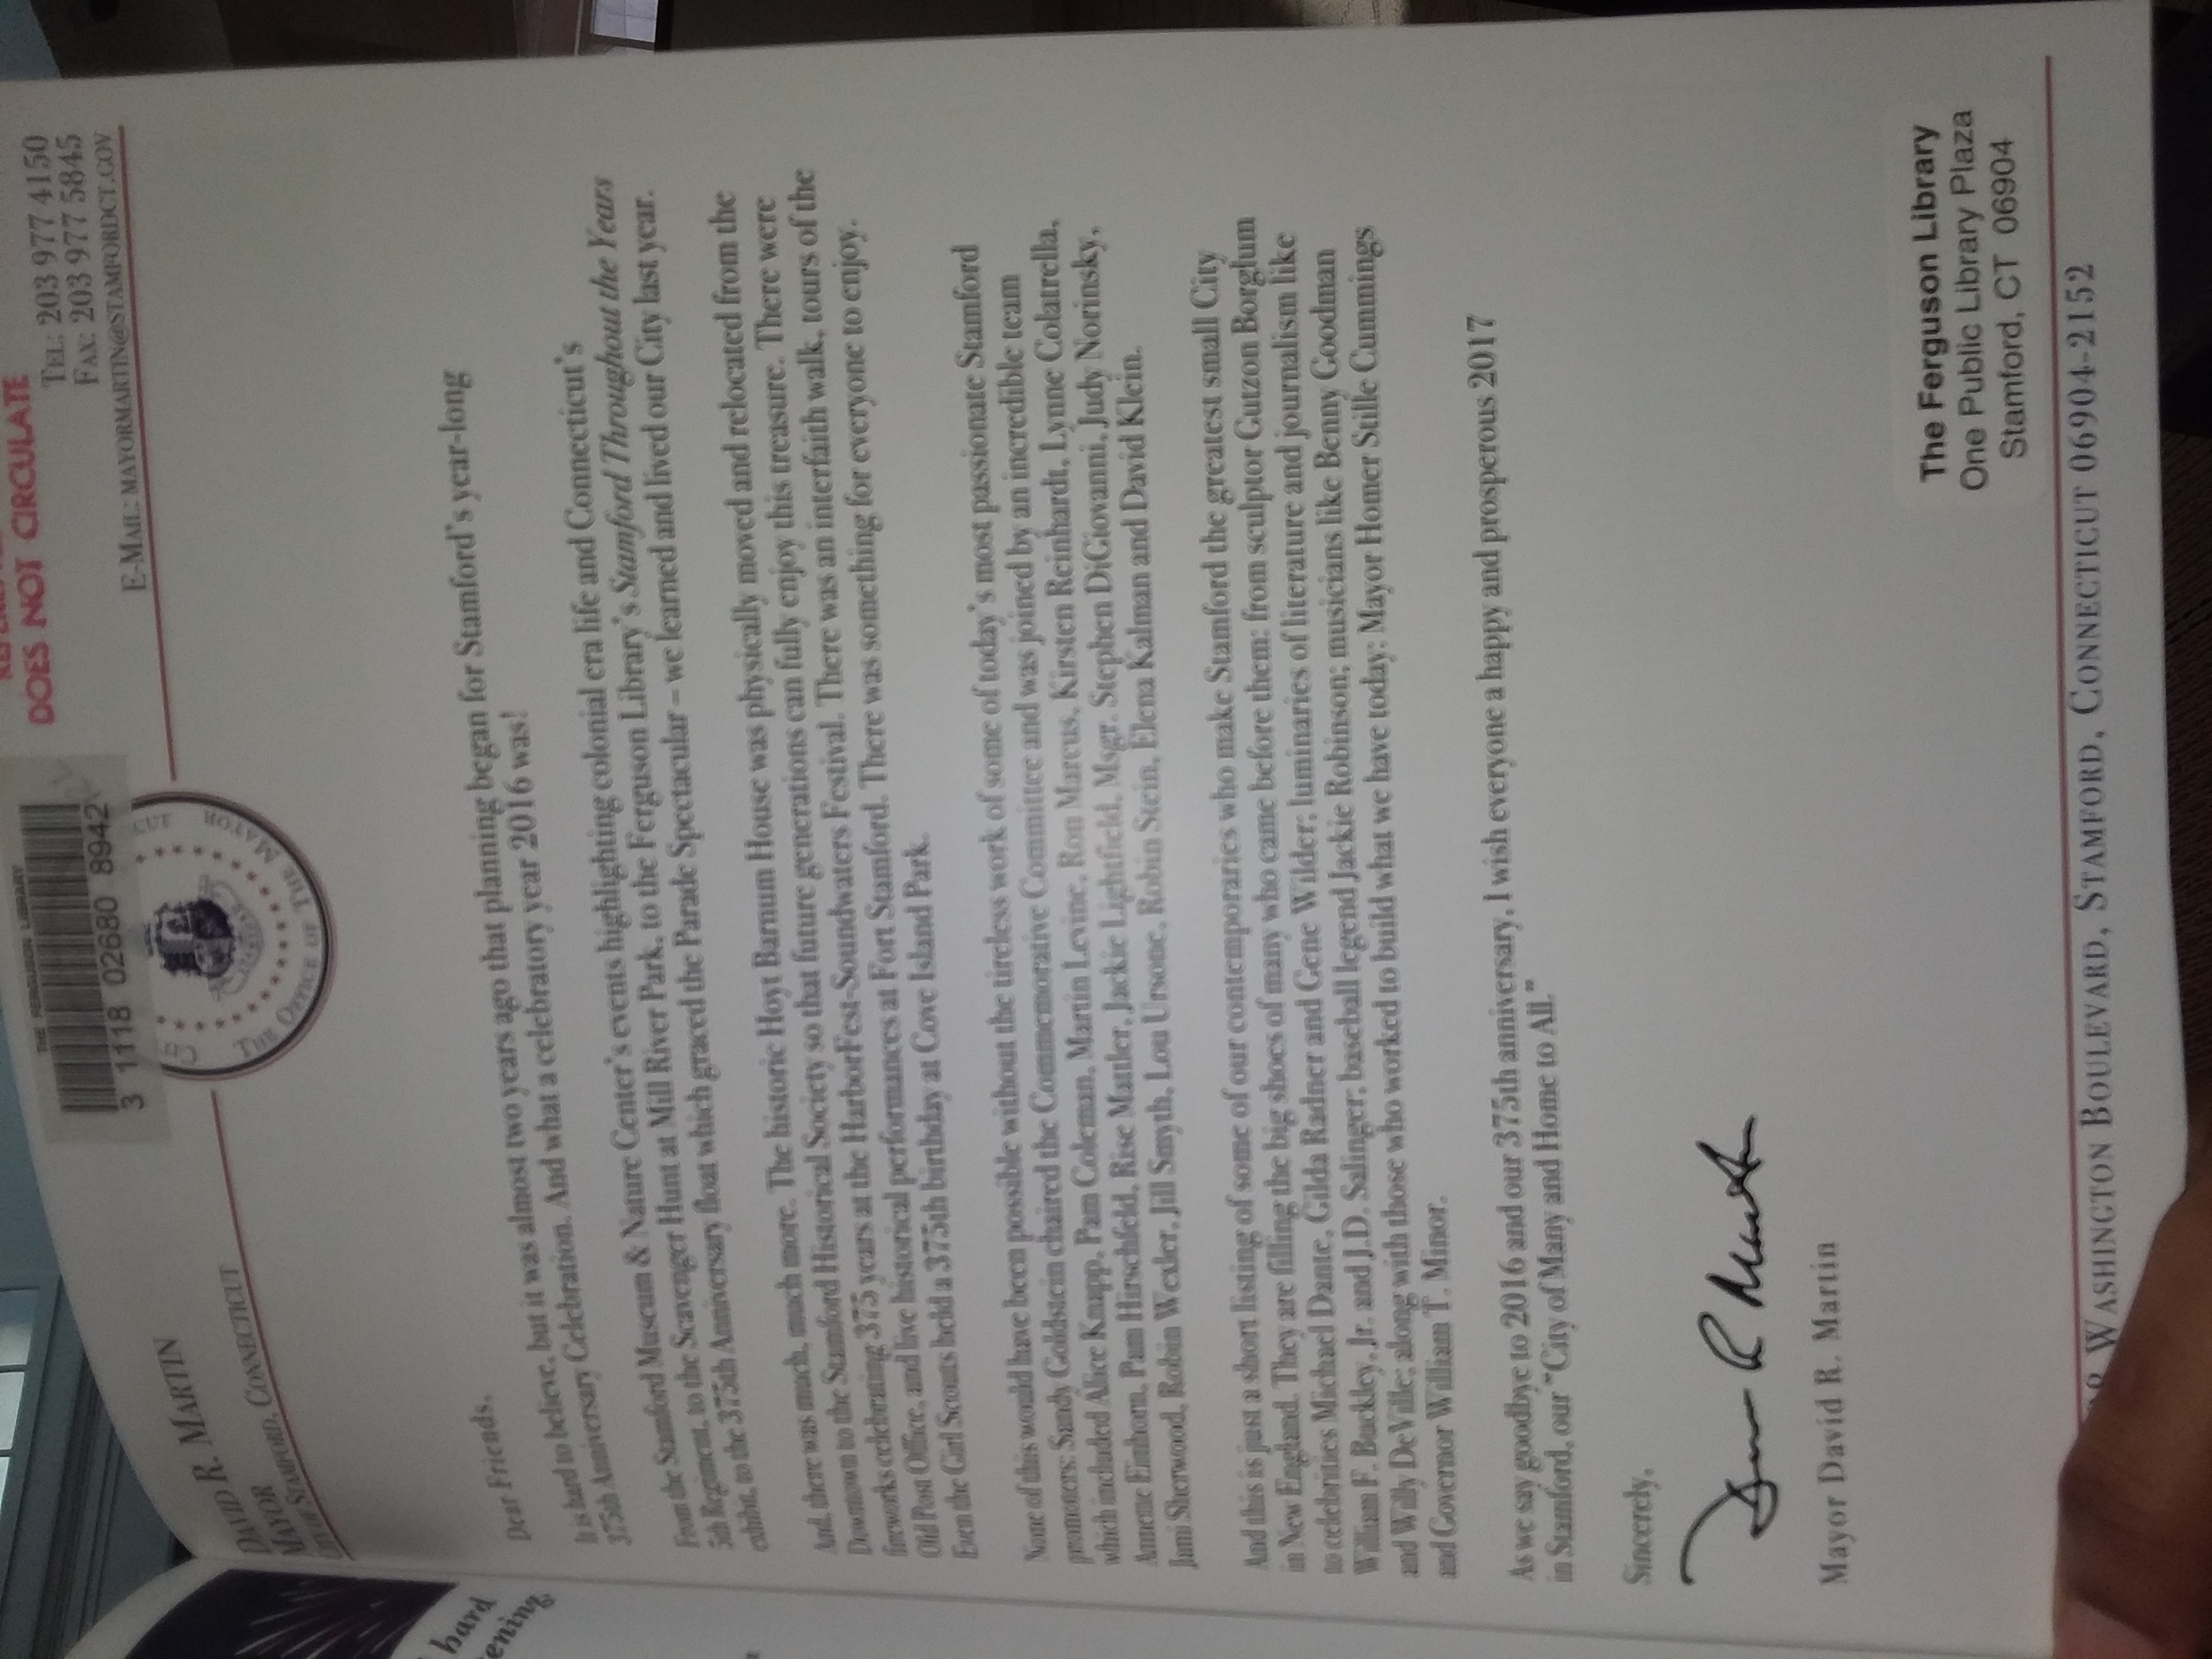 THE FERGUSON LIBRARY
3 1118 02680 8942
DOES NOT CIRCULATE
TEL: 203 977 4150
FAX: 203 977 5845
E-MAIL: MAYORMARTIN@STAMFORDCT.GOV
DAVID R. MARTIN
MAYOR
CITY OF STAMFORD, CONNECTICUT
THE OFFICE OF THE MAYOR
STAMFORD
hard
Dear Friends,
It is hard to believe, but it was almost two years ago that planning began for Stamford's year-long
375th Anniversary Celebration. And what a celebratory year 2016 was!
From the Stamford Museum & Nature Center's events highlighting colonial era life and Connecticut's
5th Regiment, to the Scavenger Hunt at Mill River Park, to the Ferguson Library's Stamford Throughout the Years
exhibit, to the 375th Anniversary float which graced the Parade Spectacular – we learned and lived our City last year.
And, there was much, much more. The historic Hoyt Barnum House was physically moved and relocated from the
Downtown to the Stamford Historical Society so that future generations can fully enjoy this treasure. There were
fireworks celebrating 375 years at the HarborFest-Soundwaters Festival. There was an interfaith walk, tours of the
Old Post Office, and live historical performances at Fort Stamford. There was something for everyone to enjoy.
Even the Girl Scouts held a 375th birthday at Cove Island Park.
None of this would have been possible without the tireless work of some of today's most passionate Stamford
promoters: Sandy Goldstein chaired the Commemorative Committee and was joined by an incredible team
which included Alice Knapp, Pam Coleman, Martin Levine, Ron Marcus, Kirsten Reinhardt, Lynne Colatrella,
Annette Einhorn, Pam Hirschfeld, Rise Mattler, Jackie Lightfield, Msgr. Stephen DiGiovanni, Judy Norinsky,
Jami Sherwood, Robin Wexler, Jill Smyth, Lou Ursone, Robin Stein, Elena Kalman and David Klein.
And this is just a short listing of some of our contemporaries who make Stamford the greatest small City
in New England. They are filling the big shoes of many who came before them: from sculptor Gutzon Borglum
to celebrities Michael Dante, Gilda Radner and Gene Wilder; luminaries of literature and journalism like
William F. Buckley, Jr. and J.D. Salinger; baseball legend Jackie Robinson; musicians like Benny Goodman
and Willy DeVille; along with those who worked to build what we have today: Mayor Homer Stille Cummings
and Governor William T. Minor.
As we say goodbye to 2016 and our 375th anniversary, I wish everyone a happy and prosperous 2017
in Stamford, our "City of Many and Home to All."
Sincerely,
David R Martin
Mayor David R. Martin
The Ferguson Library
One Public Library Plaza
Stamford, CT 06904
WASHINGTON BOULEVARD, STAMFORD, CONNECTICUT 06904-2152